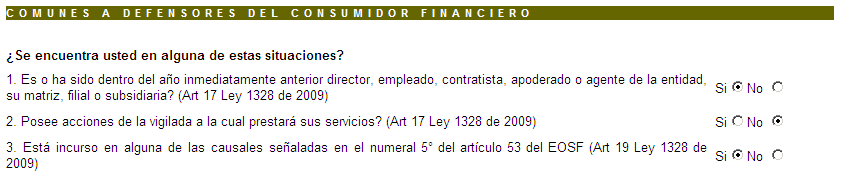 COMUNES A DEFENSORES DEL CONSUMIDOR FINANCIERO
¿Se encuentra usted en alguna de estas situaciones?
1. Es o ha sido dentro del año inmediatamente anterior director, empleado, contratista, apoderado o agente de la entidad,
su matriz, filial o subsidiaria? (Art 17 Ley 1328 de 2009)
Si No
2. Posee acciones de la vigilada a la cual prestará sus servicios? (Art 17 Ley 1328 de 2009)
Si No
3. Está incurso en alguna de las causales señaladas en el numeral 5° del artículo 53 del EOSF (Art 19 Ley 1328 de
2009)
Si No